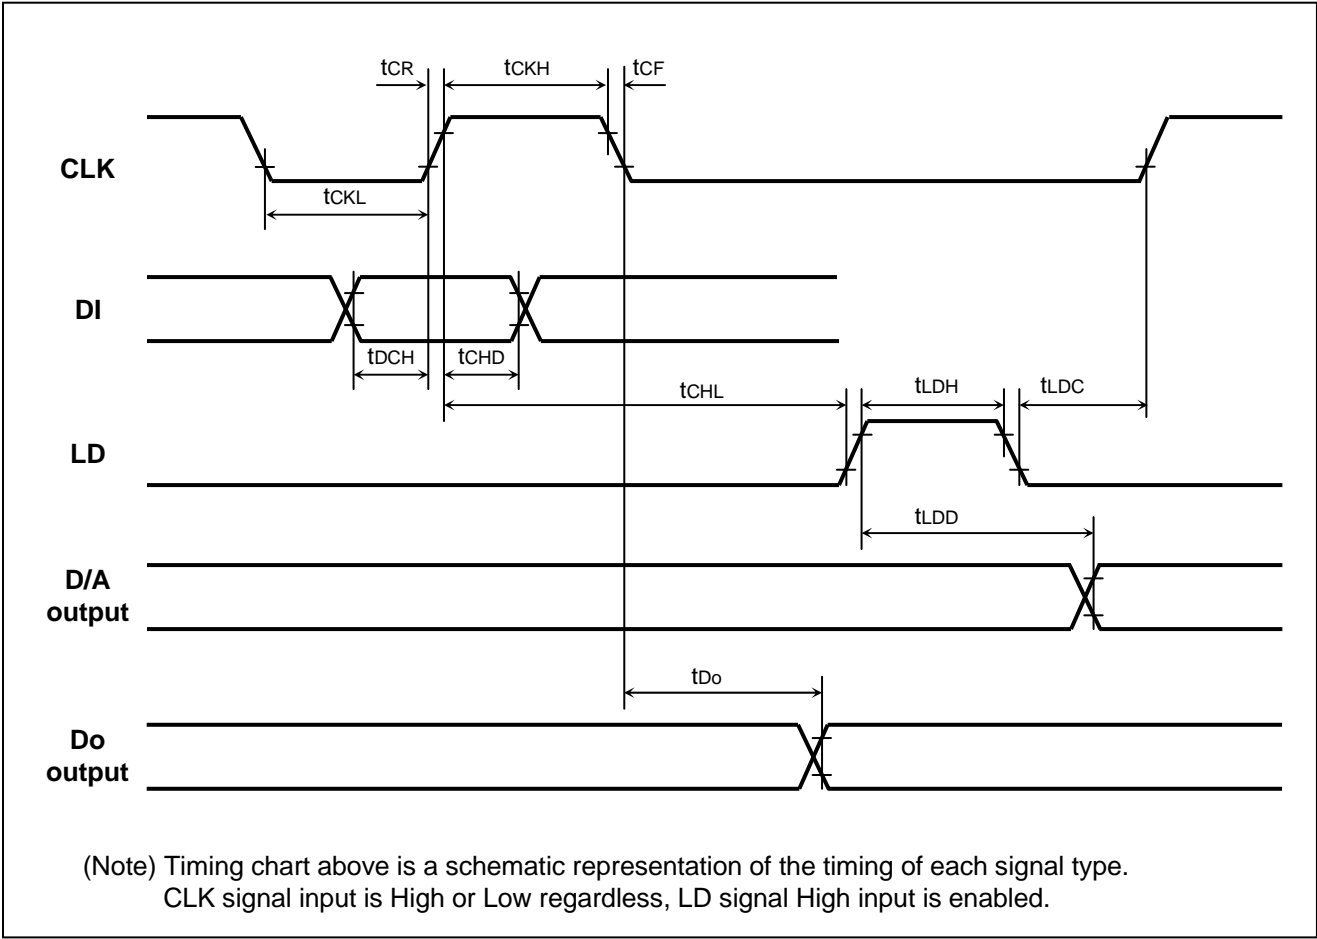 tCR
tCKH
tCF
CLK
tCKL
DI
tDCH
tCHD
tCHL
tLDH
tLDC
LD
tLDD
D/A
output
tDo
Do
output
(Note) Timing chart above is a schematic representation of the timing of each signal type.
CLK signal input is High or Low regardless, LD signal High input is enabled.